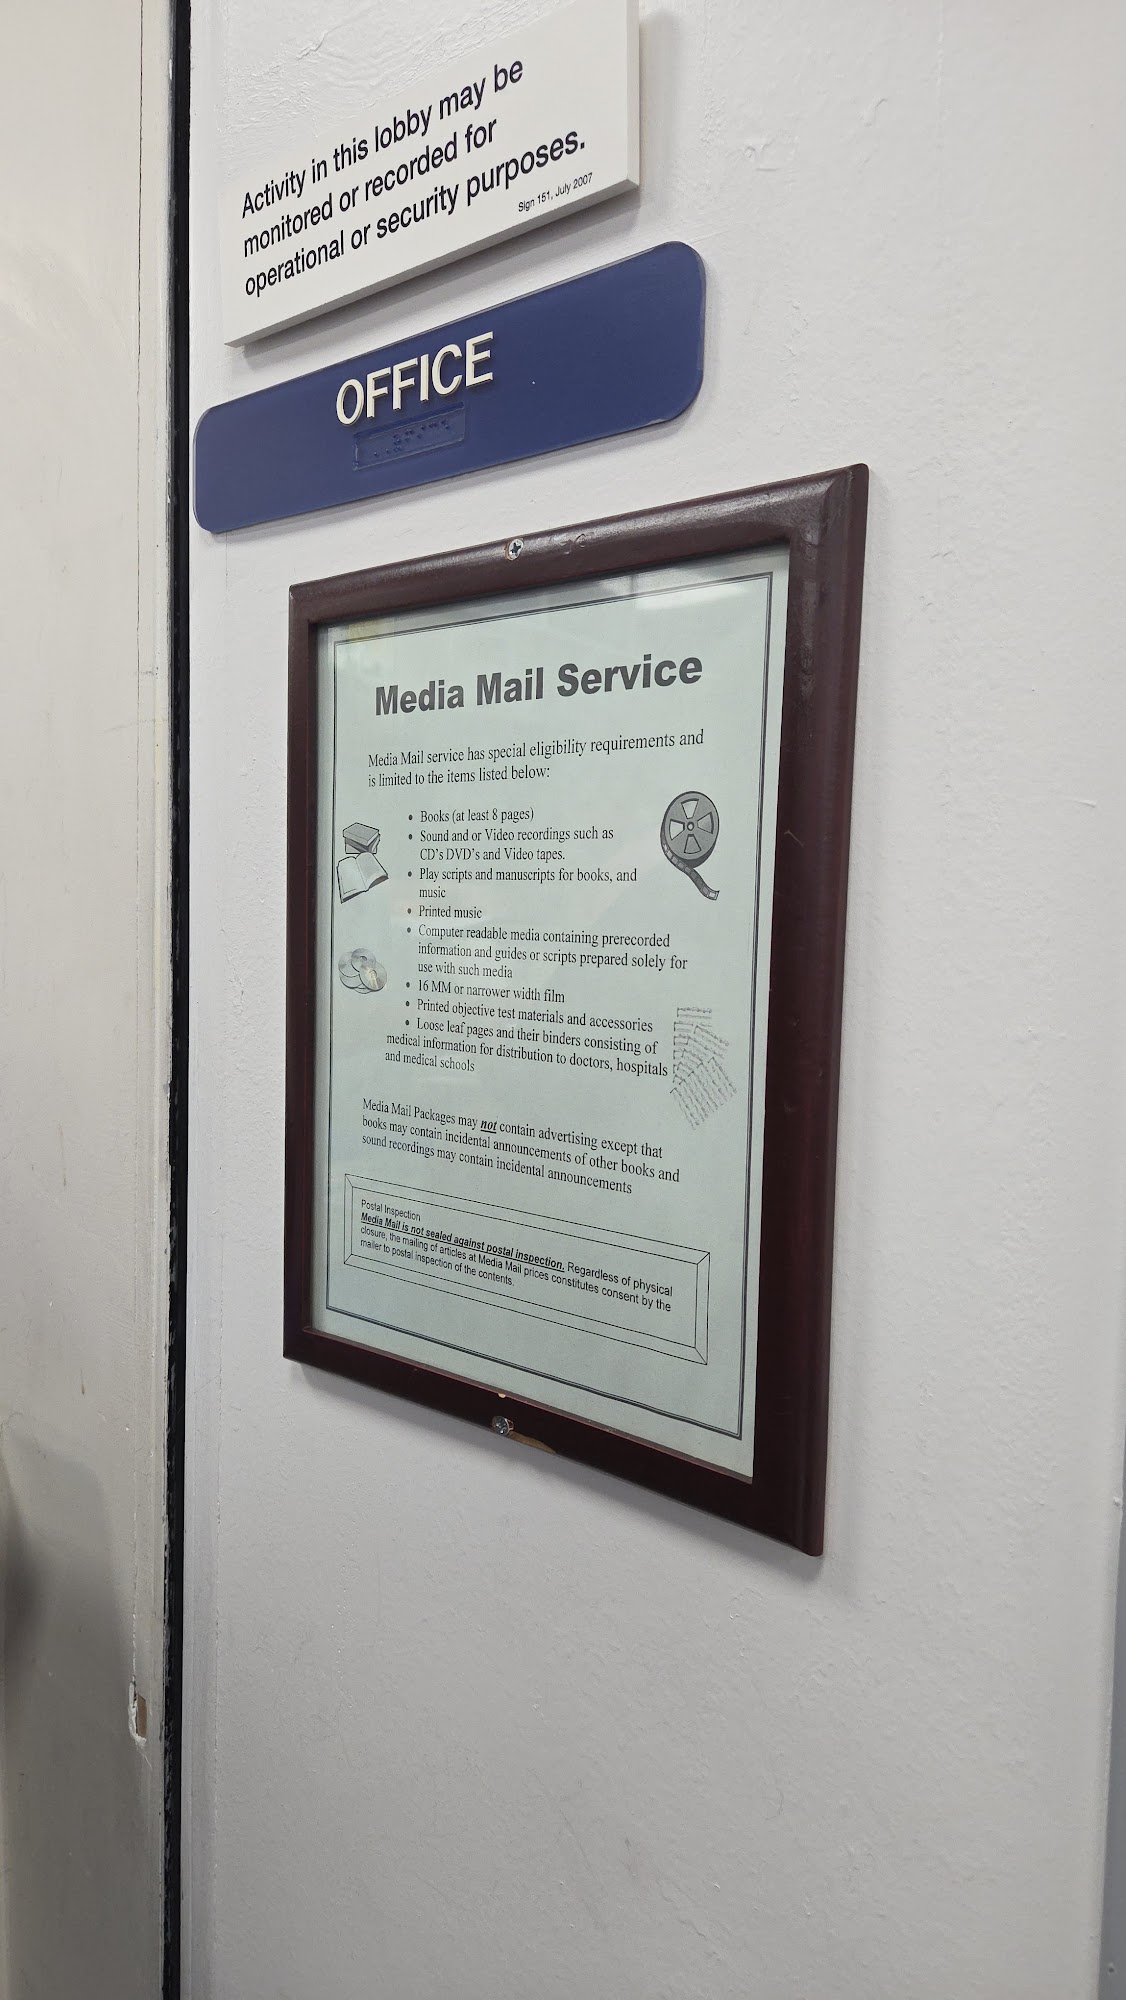 Activity in this lobby may be
monitored or recorded for
operational or security purposes.
Sign 151, July 2007
OFFICE
Media Mail Service
Media Mail service has special eligibility requirements and
is limited to the items listed below:
• Books (at least 8 pages)
• Sound and or Video recordings such as
CD's DVD's and Video tapes.
• Play scripts and manuscripts for books, and
music
• Printed music
• Computer readable media containing prerecorded
information and guides or scripts prepared solely for
use with such media
• 16 MM or narrower width film
• Printed objective test materials and accessories
• Loose leaf pages and their binders consisting of
medical information for distribution to doctors, hospitals
and medical schools
Media Mail Packages may not contain advertising except that
books may contain incidental announcements of other books and
sound recordings may contain incidental announcements
Postal Inspection
Media Mail is not sealed against postal inspection. Regardless of physical
closure, the mailing of articles at Media Mail prices constitutes consent by the
mailer to postal inspection of the contents.